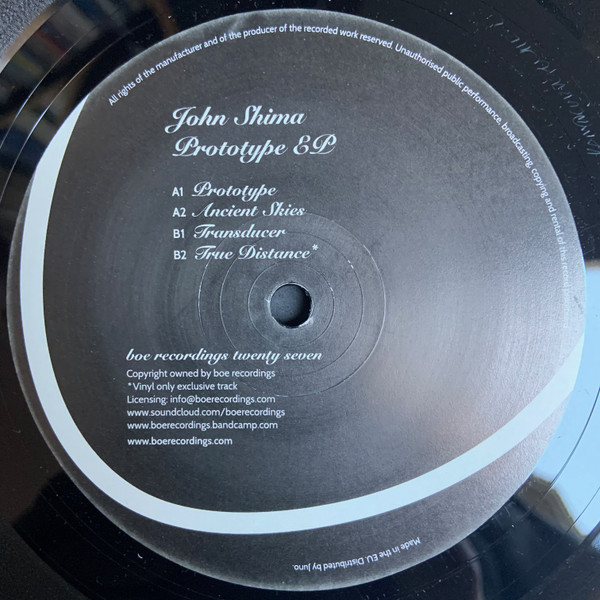 All rights of the manufacturer and of the producer of the recorded work reserved. Unauthorised public performance, broadcasting, copying and rental of this record
John Shima
Prototype EP
A1 Prototype
A2 Ancient Skies
B1 Transducer
B2 True Distance*
boe recordings twenty seven
Copyright owned by boe recordings
*Vinyl only exclusive track
Licensing: info@boerecordings.com
www.soundcloud.com/boerecordings
www.boerecordings.bandcamp.com
www.boerecordings.com
Made in the EU. Distributed by Juno.